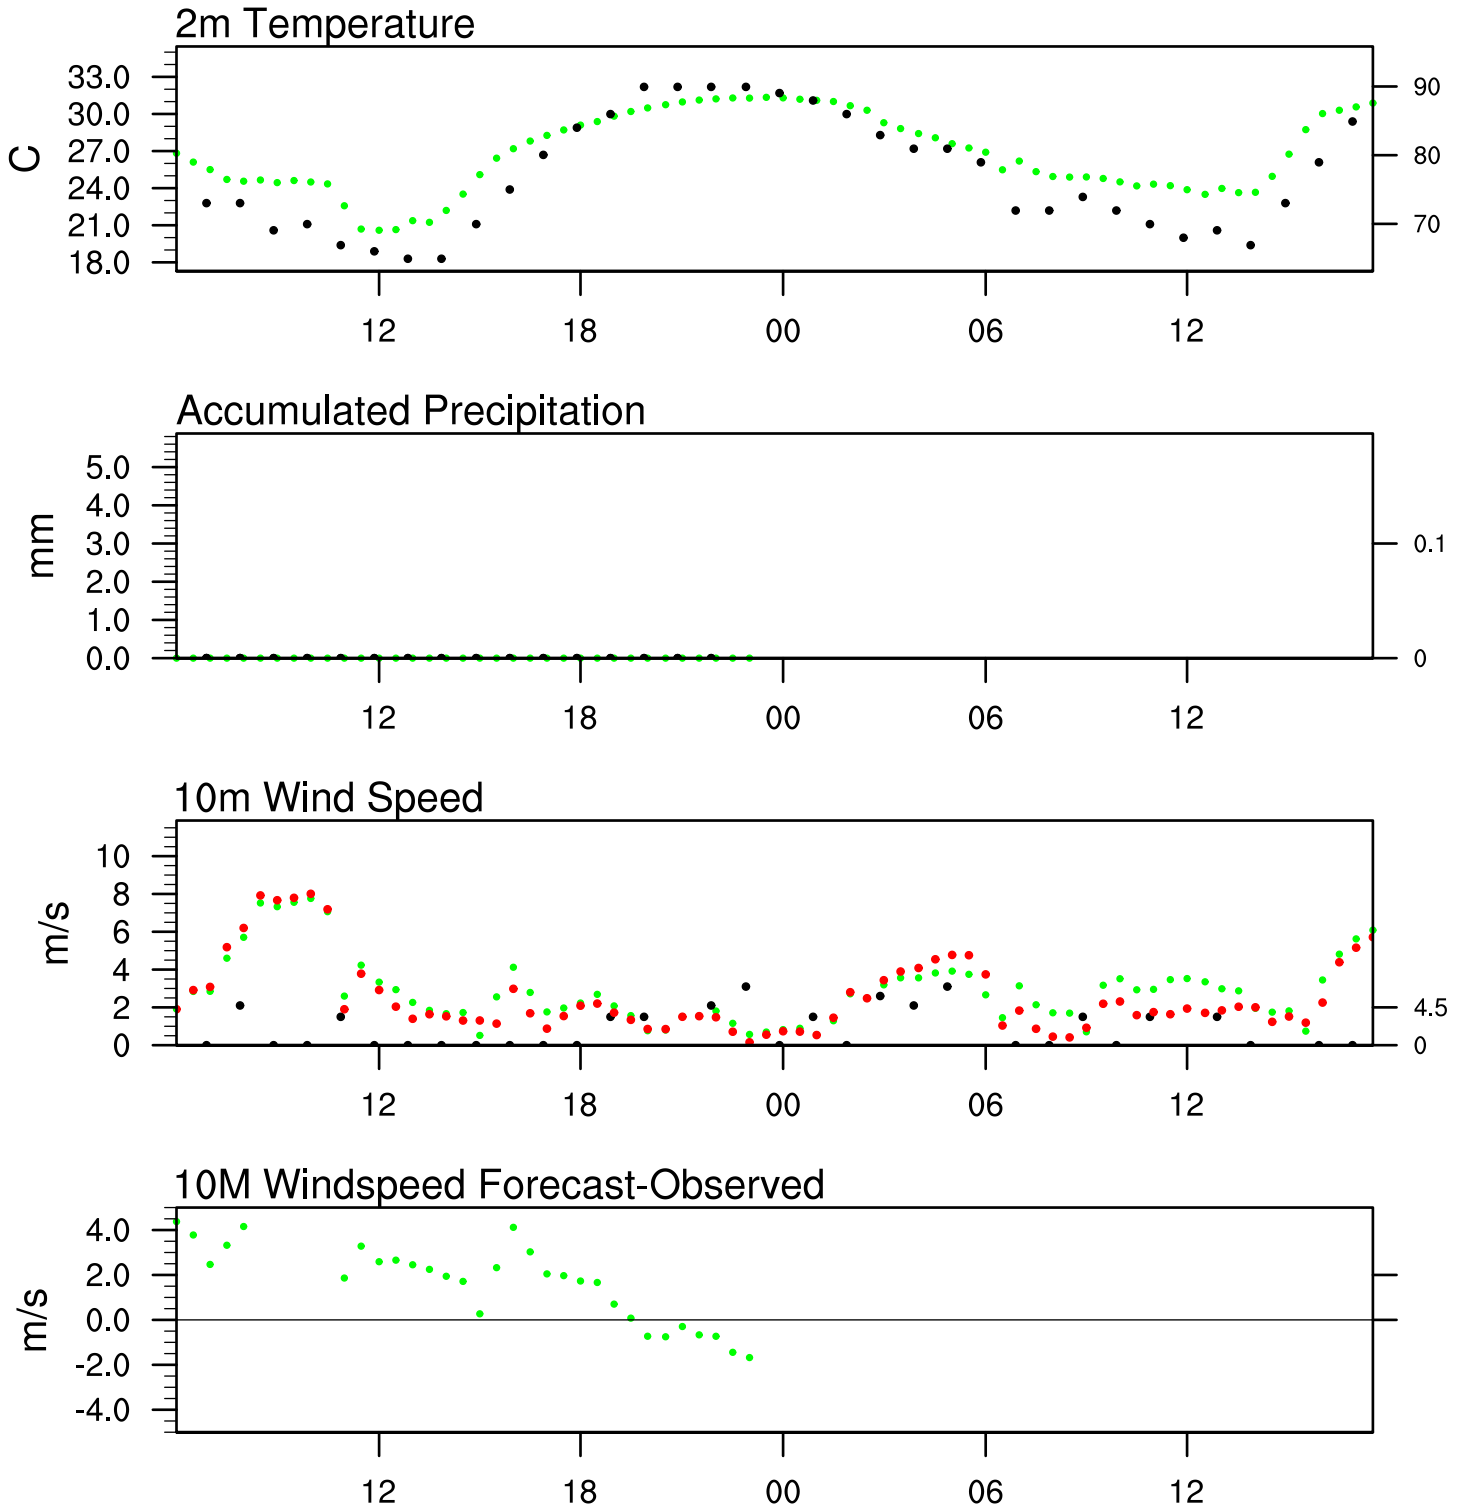 2m Temperature
33.0
30.0
27.0
24.0
21.0
18.0
C
90
80
70
12 18 00 06 12
Accumulated Precipitation
5.0
4.0
3.0
2.0
1.0
0.0
mm
0.1
0
12 18 00 06 12
10m Wind Speed
10
8
6
4
2
0
m/s
4.5
0
12 18 00 06 12
10M Windspeed Forecast-Observed
4.0
2.0
0.0
-2.0
-4.0
m/s
12 18 00 06 12